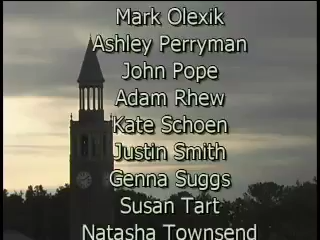 Mark Olexik
Ashley Perryman
John Pope
Adam Rhew
Kate Schoen
Justin Smith
Genna Suggs
Susan Tart
Natasha Townsend